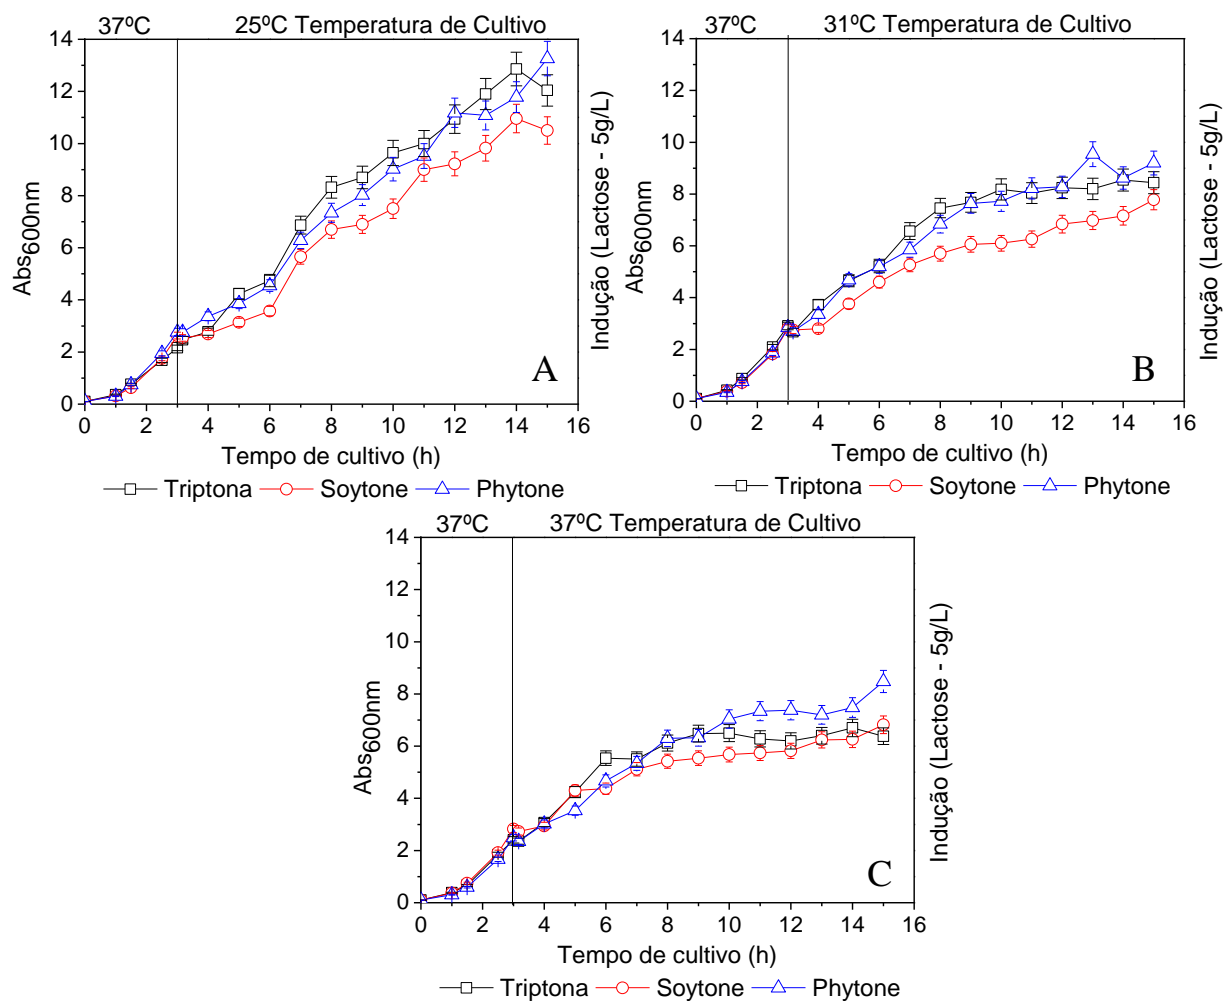 37ºC 25ºC Temperatura de Cultivo
14
12
10
8
6
4
2
0
Abs600nm
Indução (Lactose - 5g/L)
A
0 2 4 6 8 10 12 14 16
Tempo de cultivo (h)
Triptona Soytone Phytone
37ºC 31ºC Temperatura de Cultivo
14
12
10
8
6
4
2
0
Abs600nm
Indução (Lactose - 5g/L)
B
0 2 4 6 8 10 12 14 16
Tempo de cultivo (h)
Triptona Soytone Phytone
37ºC 37ºC Temperatura de Cultivo
14
12
10
8
6
4
2
0
Abs600nm
Indução (Lactose - 5g/L)
C
0 2 4 6 8 10 12 14 16
Tempo de cultivo (h)
Triptona Soytone Phytone